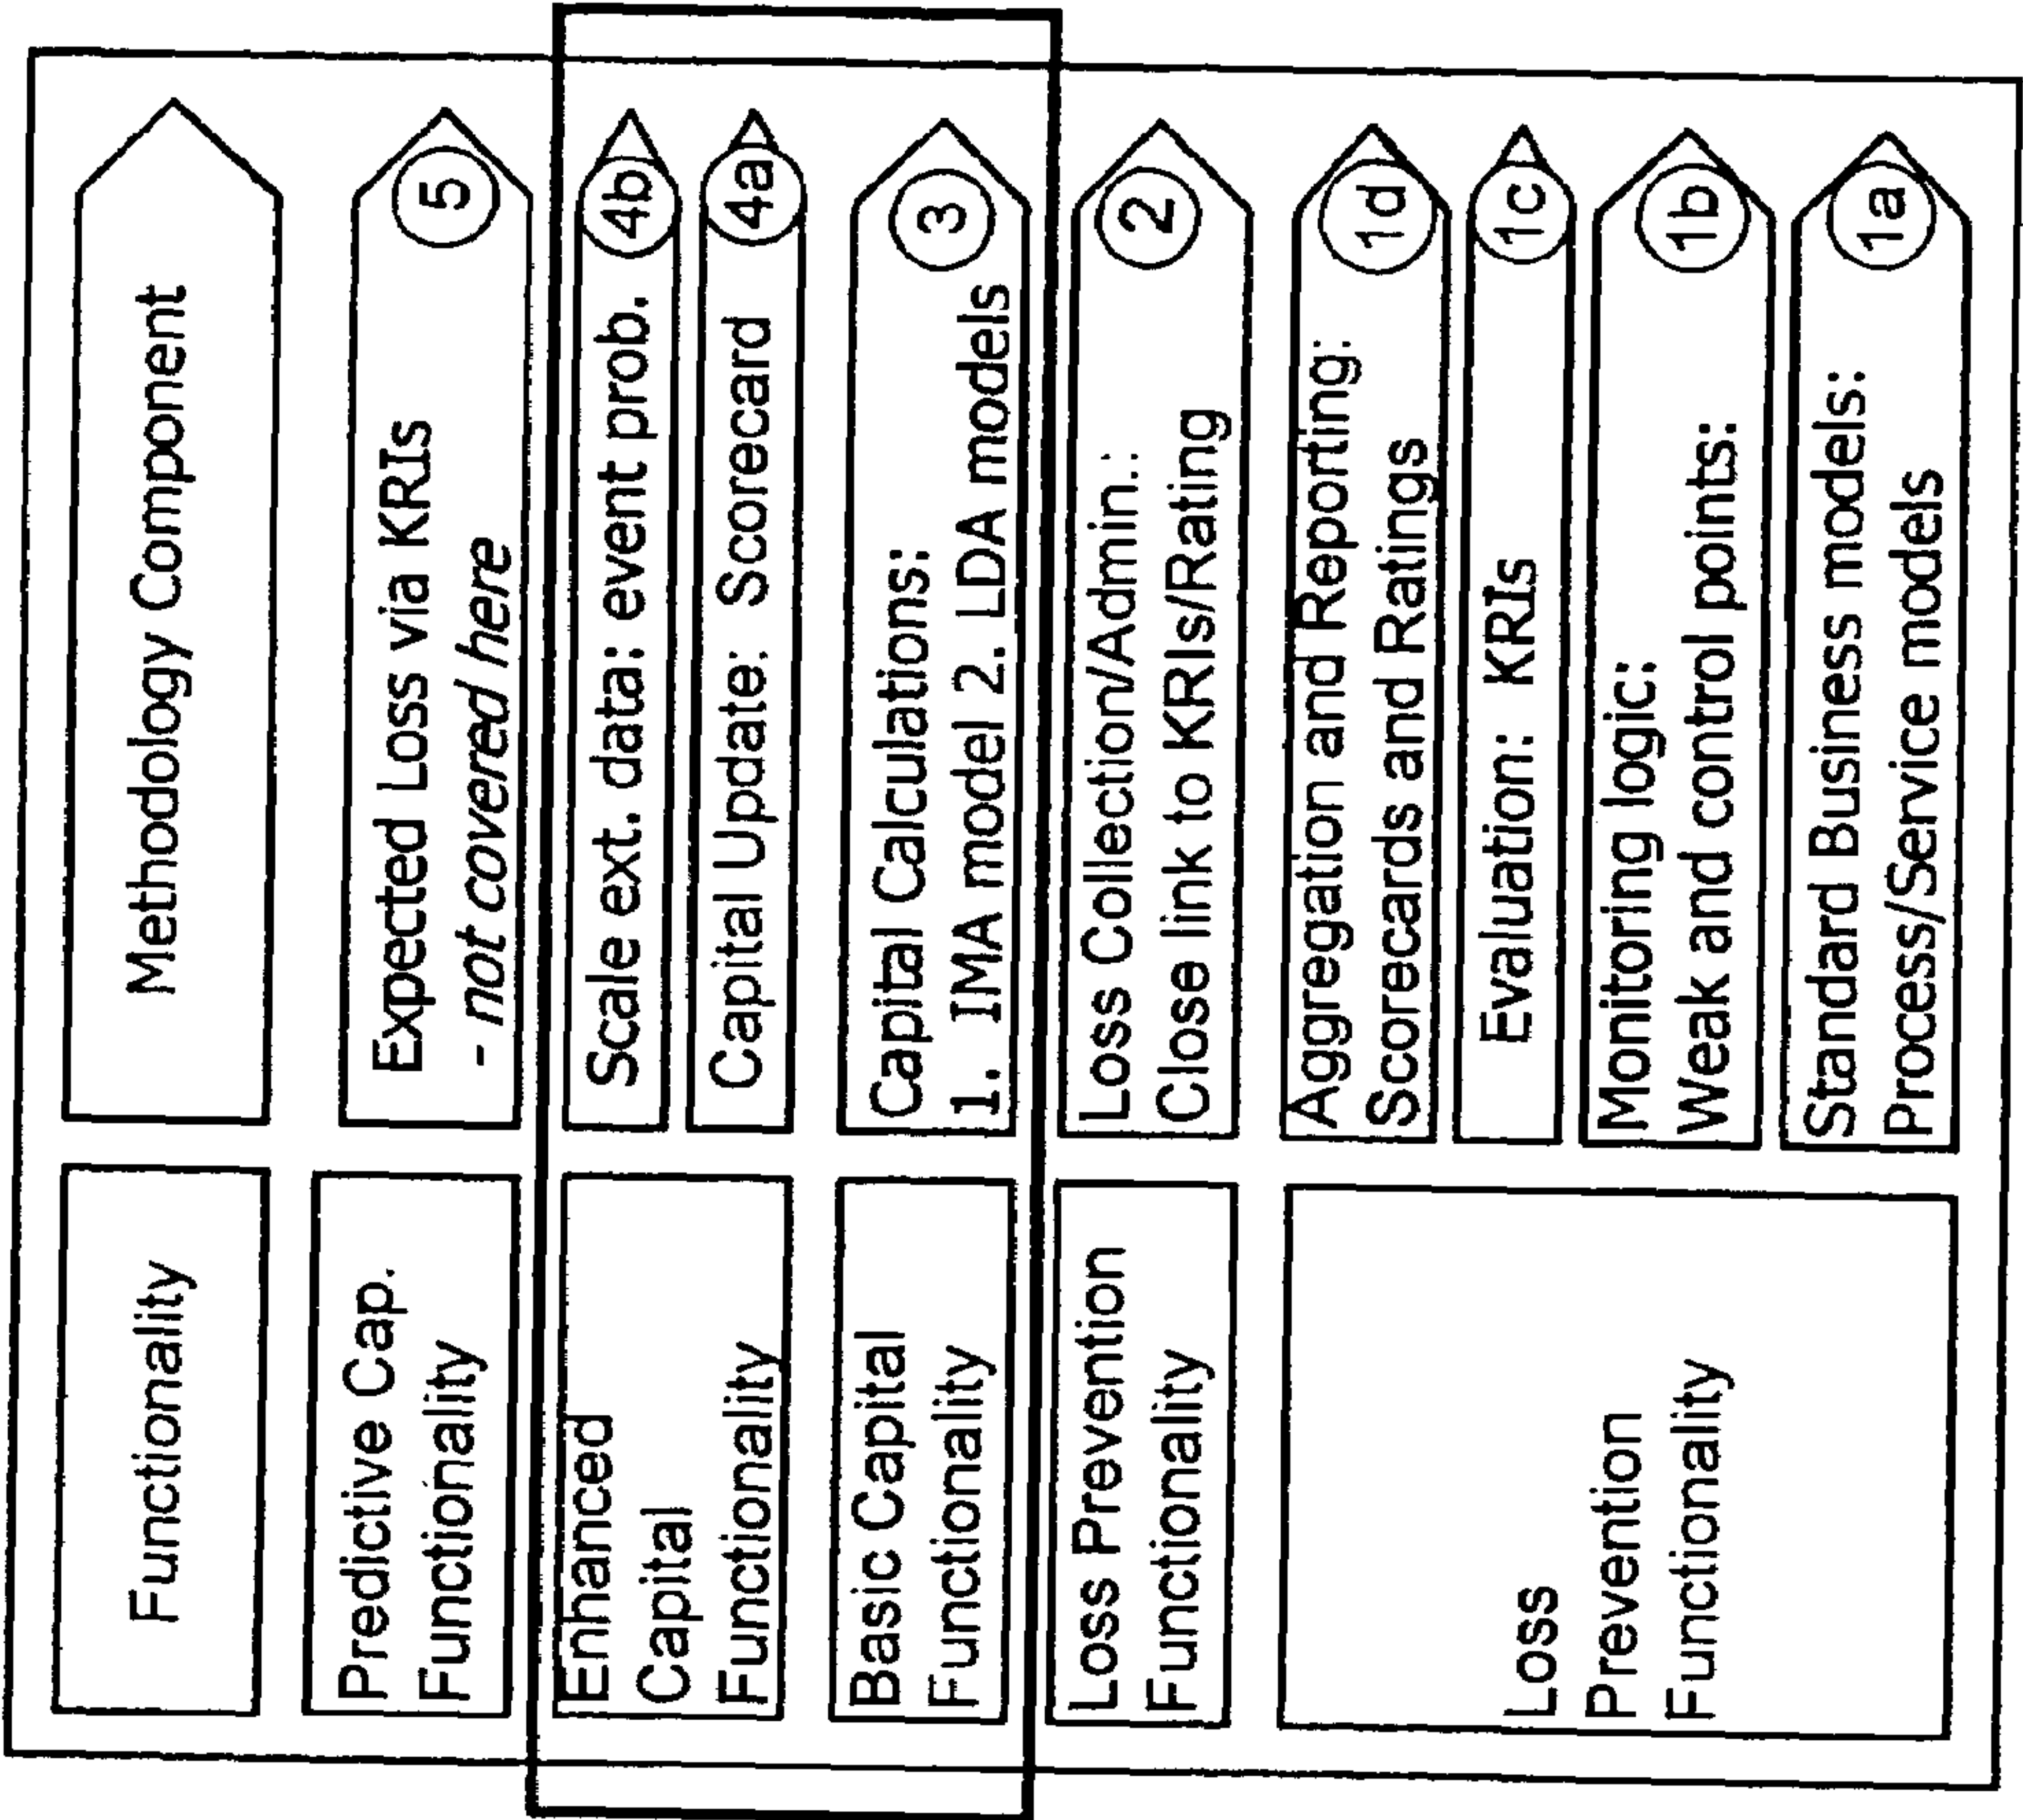 Functionality
Methodology Component
Predictive Cap.
Functionality
Expected Loss via KRIs
- not covered here
5
Enhanced
Capital
Functionality
Scale ext. data: event prob.
4b
Capital Update: Scorecard
4a
Basic Capital
Functionality
Capital Calculations:
1. IMA model 2. LDA models
3
Loss Prevention
Functionality
Loss Collection/Admin.:
Close link to KRIs/Rating
2
Loss
Prevention
Functionality
Aggregation and Reporting:
Scorecards and Ratings
1d
Evaluation: KRIs
1c
Monitoring logic:
Weak and control points:
1b
Standard Business models:
Process/Service models
1a